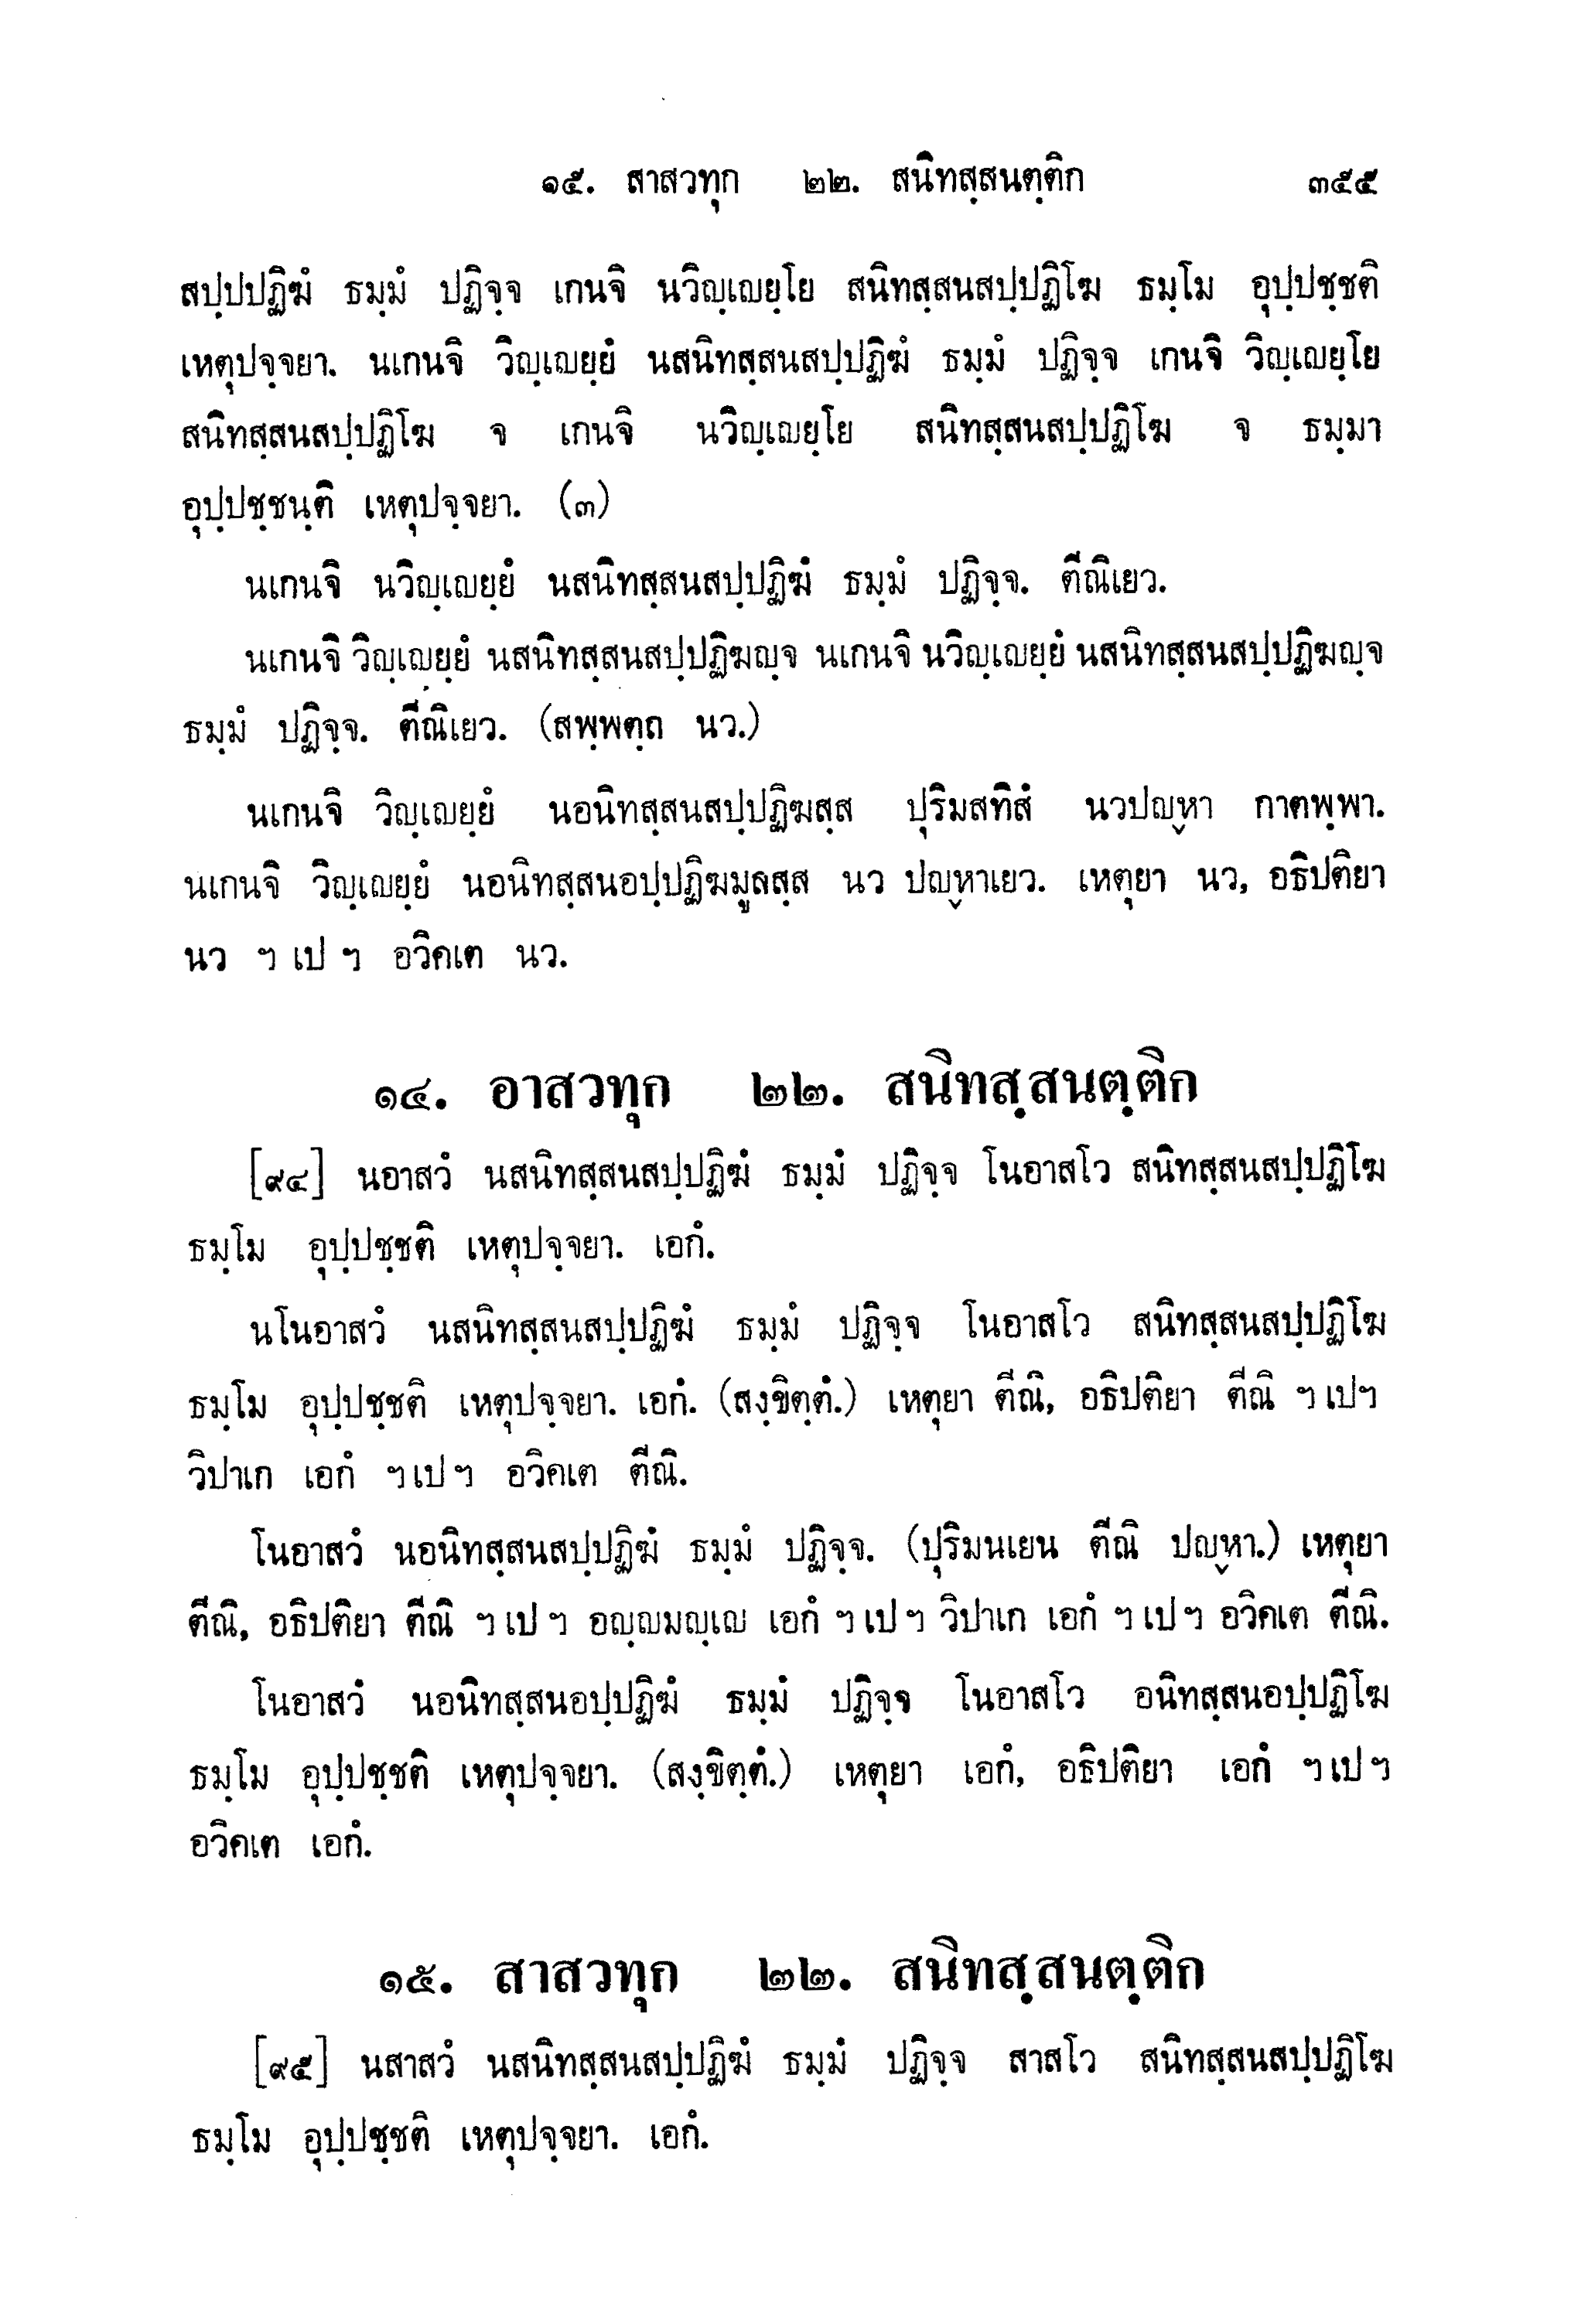 ๑๕. สาสวทุก ๒๒. สนิทสฺสนตฺติก ๓๕๕
สปฺปปฏิฆํ ธมฺมํ ปฏิจฺจ เกนจิ นวิญฺเญยฺโย สนิทสฺสนสปฺปฏิโฆ ธมฺโม อุปฺปชฺชติ
เหตุปจฺจยา. นเกนจิ วิญฺเญยฺยํ นสนิทสฺสนสปฺปฏิฆํ ธมฺมํ ปฏิจฺจ เกนจิ วิญฺเญยฺโย
สนิทสฺสนสปฺปฏิโฆ จ เกนจิ นวิญฺเญยฺโย สนิทสฺสนสปฺปฏิโฆ จ ธมฺมา
อุปฺปชฺชนฺติ เหตุปจฺจยา. (๓)
นเกนจิ นวิญฺเญยฺยํ นสนิทสฺสนสปฺปฏิฆํ ธมฺมํ ปฏิจฺจ. ตีณิเยว.
นเกนจิ วิญฺเญยฺยํ นสนิทสฺสนสปฺปฏิฆญฺจ นเกนจิ นวิญฺเญยฺยํ นสนิทสฺสนสปฺปฏิฆญฺจ
ธมฺมํ ปฏิจฺจ. ตีณิเยว. (สพฺพตฺถ นว.)
นเกนจิ วิญฺเญยฺยํ นอนิทสฺสนสปฺปฏิฆสฺส ปุริมสทิสํ นวปญฺหา กาตพฺพา.
นเกนจิ วิญฺเญยฺยํ นอนิทสฺสนอปฺปฏิฆมูลสฺส นว ปญฺหาเยว. เหตุยา นว, อธิปติยา
นว ฯ เป ฯ อวิคเต นว.
๑๔. อาสวทุก ๒๒. สนิทสฺสนตฺติก
[๙๔] นอาสวํ นสนิทสฺสนสปฺปฏิฆํ ธมฺมํ ปฏิจฺจ โนอาสโว สนิทสฺสนสปฺปฏิโฆ
ธมฺโม อุปฺปชฺชติ เหตุปจฺจยา. เอกํ.
นโนอาสวํ นสนิทสฺสนสปฺปฏิฆํ ธมฺมํ ปฏิจฺจ โนอาสโว สนิทสฺสนสปฺปฏิโฆ
ธมฺโม อุปฺปชฺชติ เหตุปจฺจยา. เอกํ. (สงฺขิตฺตํ.) เหตุยา ตีณิ, อธิปติยา ตีณิ ฯ เป ฯ
วิปาเก เอกํ ฯ เป ฯ อวิคเต ตีณิ.
โนอาสวํ นอนิทสฺสนสปฺปฏิฆํ ธมฺมํ ปฏิจฺจ. (ปุริมนเยน ตีณิ ปญฺหา.) เหตุยา
ตีณิ, อธิปติยา ตีณิ ฯ เป ฯ อญฺญมญฺเญ เอกํ ฯ เป ฯ วิปาเก เอกํ ฯ เป ฯ อวิคเต ตีณิ.
โนอาสวํ นอนิทสฺสนอปฺปฏิฆํ ธมฺมํ ปฏิจฺจ โนอาสโว อนิทสฺสนอปฺปฏิโฆ
ธมฺโม อุปฺปชฺชติ เหตุปจฺจยา. (สงฺขิตฺตํ.) เหตุยา เอกํ, อธิปติยา เอกํ ฯ เป ฯ
อวิคเต เอกํ.
๑๕. สาสวทุก ๒๒. สนิทสฺสนตฺติก
[๙๕] นสาสวํ นสนิทสฺสนสปฺปฏิฆํ ธมฺมํ ปฏิจฺจ สาสโว สนิทสฺสนสปฺปฏิโฆ
ธมฺโม อุปฺปชฺชติ เหตุปจฺจยา. เอกํ.